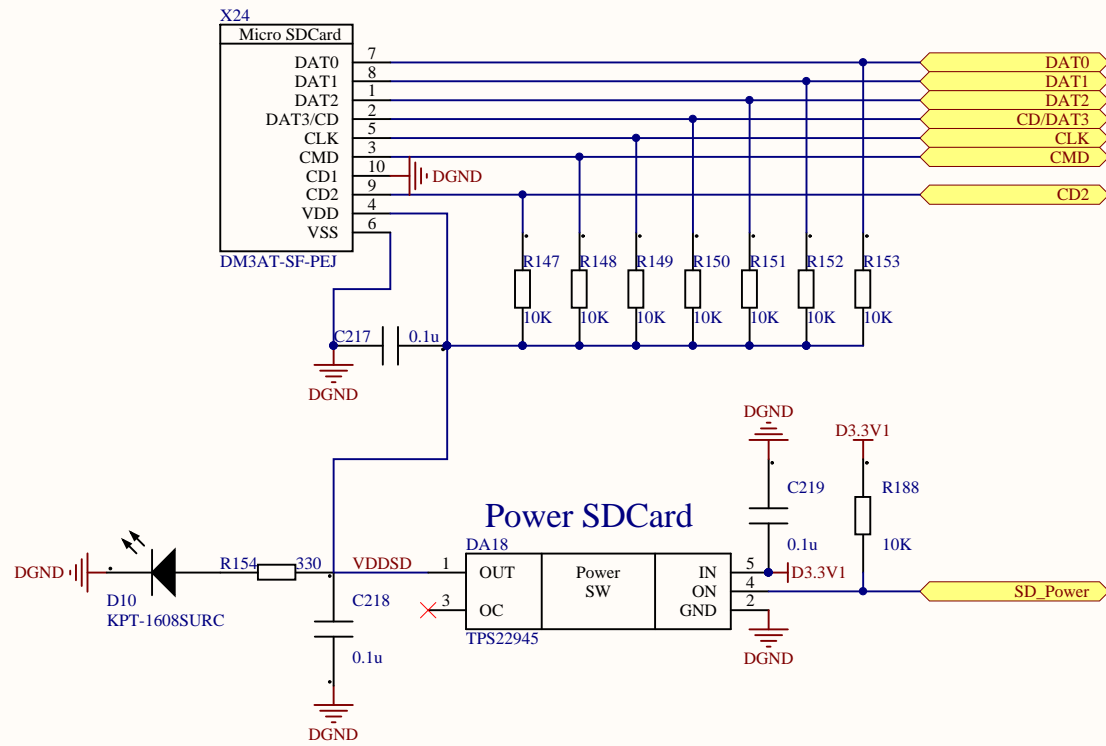 X24
Micro SDCard
DAT0 7 DAT0
DAT1 8 DAT1
DAT2 1 DAT2
DAT3/CD 2 CD/DAT3
CLK 5 CLK
CMD 3 CMD
CD1 10 DGND
CD2 9 CD2
VDD 4
VSS 6
DM3AT-SF-PEJ
R147 R148 R149 R150 R151 R152 R153
10K 10K 10K 10K 10K 10K 10K
C217 0.1u
DGND
DGND
D3.3V1
C219 R188
Power SDCard
0.1u 10K
DA18
R154 330 VDDSD 1 OUT Power SW IN 5 D3.3V1
DGND
ON 4 SD_Power
D10 C218
3 OC GND 2
KPT-1608SURC
TPS22945
0.1u DGND
DGND